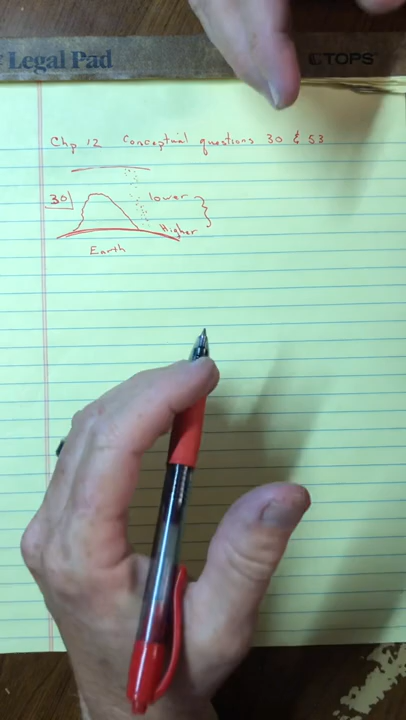 Legal Pad TOPS
Chp 12 Conceptual questions 30 & 53
30
lower
Higher
Earth